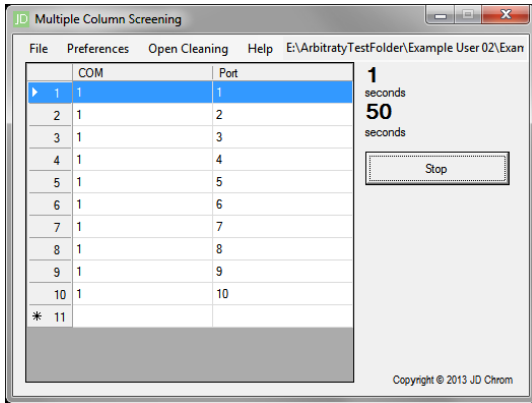 JD Multiple Column Screening
File Preferences Open Cleaning Help E:\ArbitratyTestFolder\Example User 02\Exam
COM Port
1 1 1
2 1 2
3 1 3
4 1 4
5 1 5
6 1 6
7 1 7
8 1 8
9 1 9
10 1 10
* 11
1
seconds
50
seconds
Stop
Copyright © 2013 JD Chrom